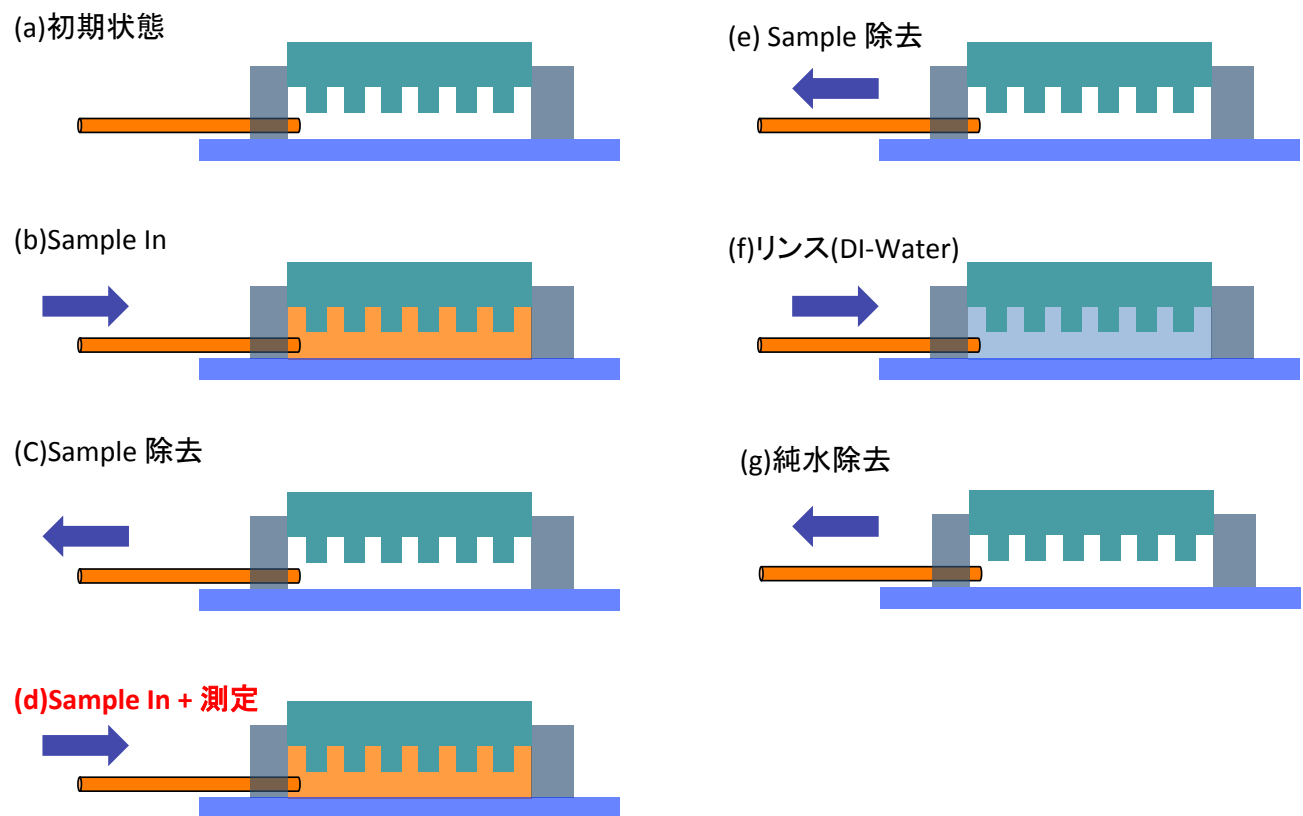 (a)初期状態
(b)Sample In
(C)Sample 除去
(d)Sample In + 測定
(e) Sample 除去
(f)リンス(DI-Water)
(g)純水除去